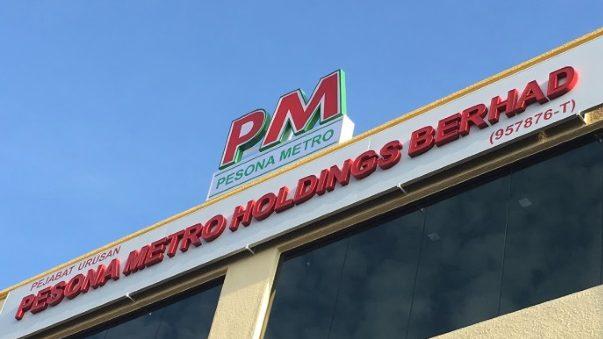 PM
PESONA METRO
PEJABAT URUSAN
PESONA METRO HOLDINGS BERHAD
(957876-T)